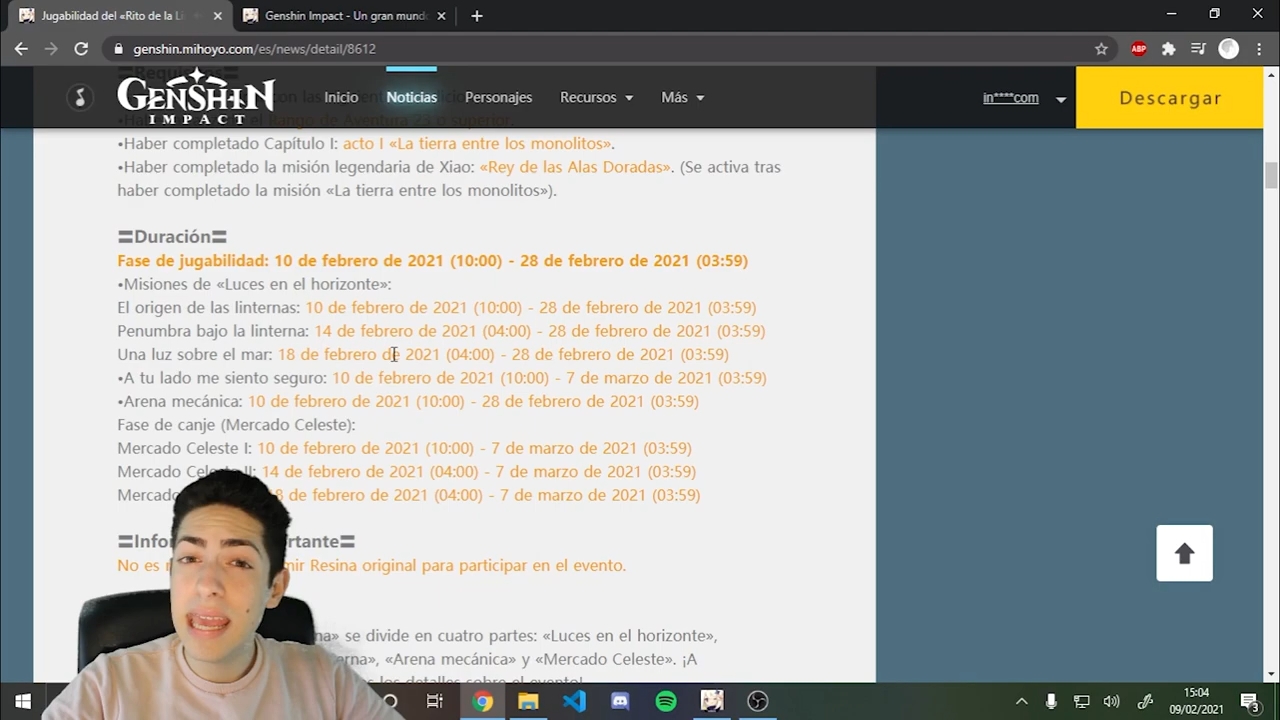 Jugabilidad del «Rito de la Li
Genshin Impact - Un gran mundo
genshin.mihoyo.com/es/news/detail/8612
ABP
GENSHIN
IMPACT
Inicio
Noticias
Personajes
Recursos
Más
in****com
Descargar
Rango de Aventura 23 o superior.
•Haber completado Capítulo I: acto I «La tierra entre los monolitos».
•Haber completado la misión legendaria de Xiao: «Rey de las Alas Doradas». (Se activa tras
haber completado la misión «La tierra entre los monolitos»).
〓Duración〓
Fase de jugabilidad: 10 de febrero de 2021 (10:00) - 28 de febrero de 2021 (03:59)
•Misiones de «Luces en el horizonte»:
El origen de las linternas: 10 de febrero de 2021 (10:00) - 28 de febrero de 2021 (03:59)
Penumbra bajo la linterna: 14 de febrero de 2021 (04:00) - 28 de febrero de 2021 (03:59)
Una luz sobre el mar: 18 de febrero de 2021 (04:00) - 28 de febrero de 2021 (03:59)
•A tu lado me siento seguro: 10 de febrero de 2021 (10:00) - 7 de marzo de 2021 (03:59)
•Arena mecánica: 10 de febrero de 2021 (10:00) - 28 de febrero de 2021 (03:59)
Fase de canje (Mercado Celeste):
Mercado Celeste I: 10 de febrero de 2021 (10:00) - 7 de marzo de 2021 (03:59)
Mercado Celeste II: 14 de febrero de 2021 (04:00) - 7 de marzo de 2021 (03:59)
Mercado 8 de febrero de 2021 (04:00) - 7 de marzo de 2021 (03:59)
No es Resina original para participar en el evento.
se divide en cuatro partes: «Luces en el horizonte»,
«Arena mecánica» y «Mercado Celeste». ¡A
los detalles sobre el evento!
15:04
09/02/2021
3